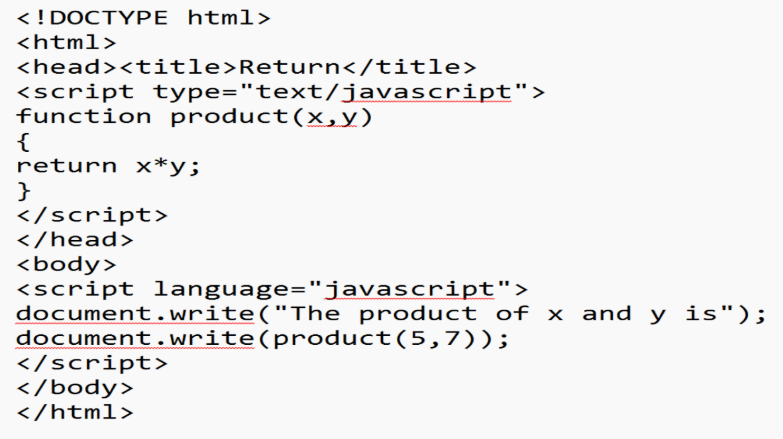 <!DOCTYPE html>
<html>
<head><title>Return</title>
<script type="text/javascript">
function product(x,y)
{
return x*y;
}
</script>
</head>
<body>
<script language="javascript">
document.write("The product of x and y is");
document.write(product(5,7));
</script>
</body>
</html>